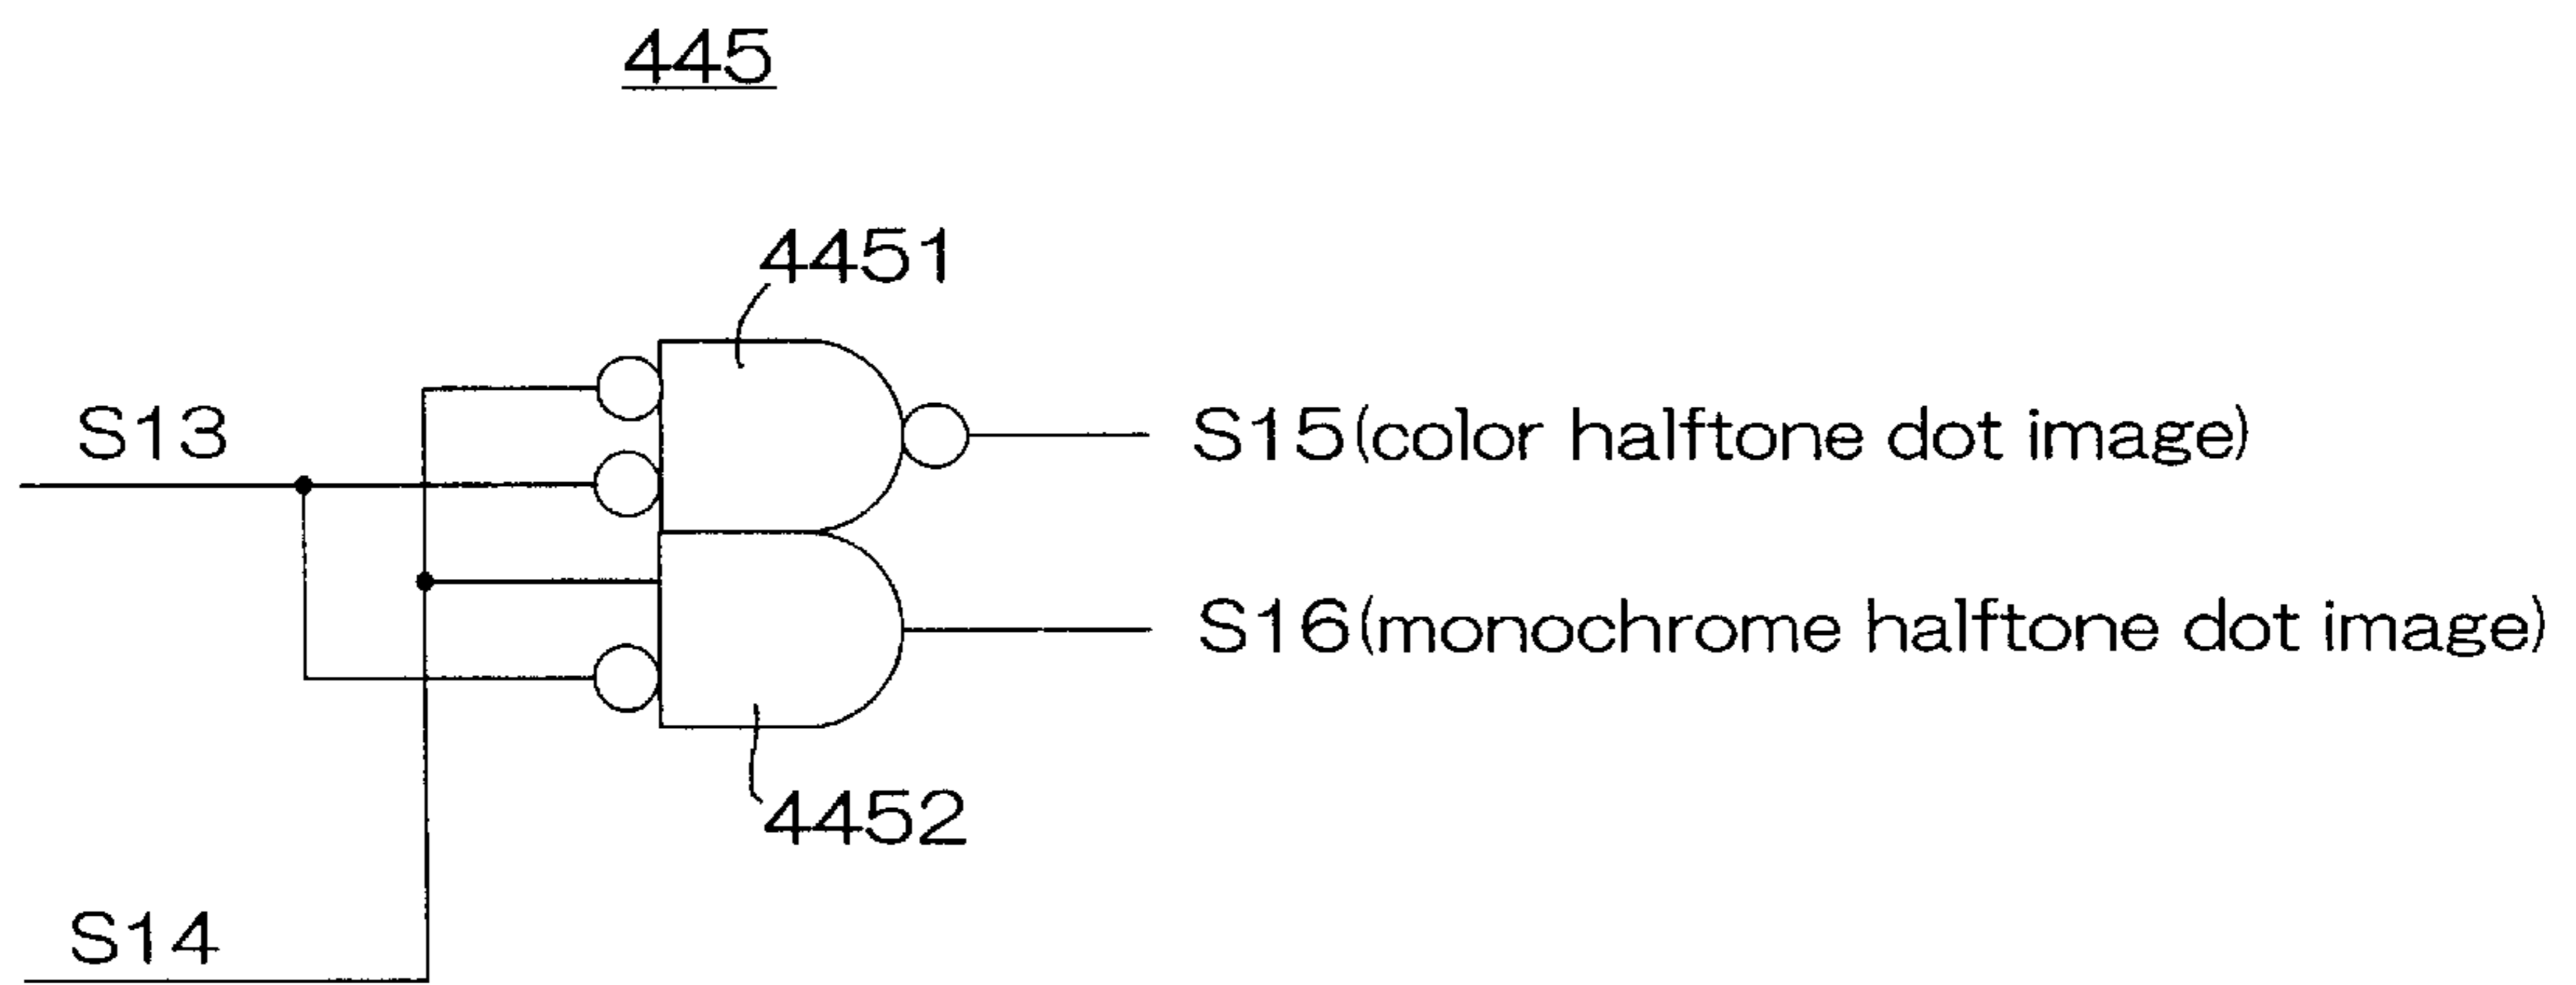 445
4451
S13
S15(color halftone dot image)
S16(monochrome halftone dot image)
4452
S14